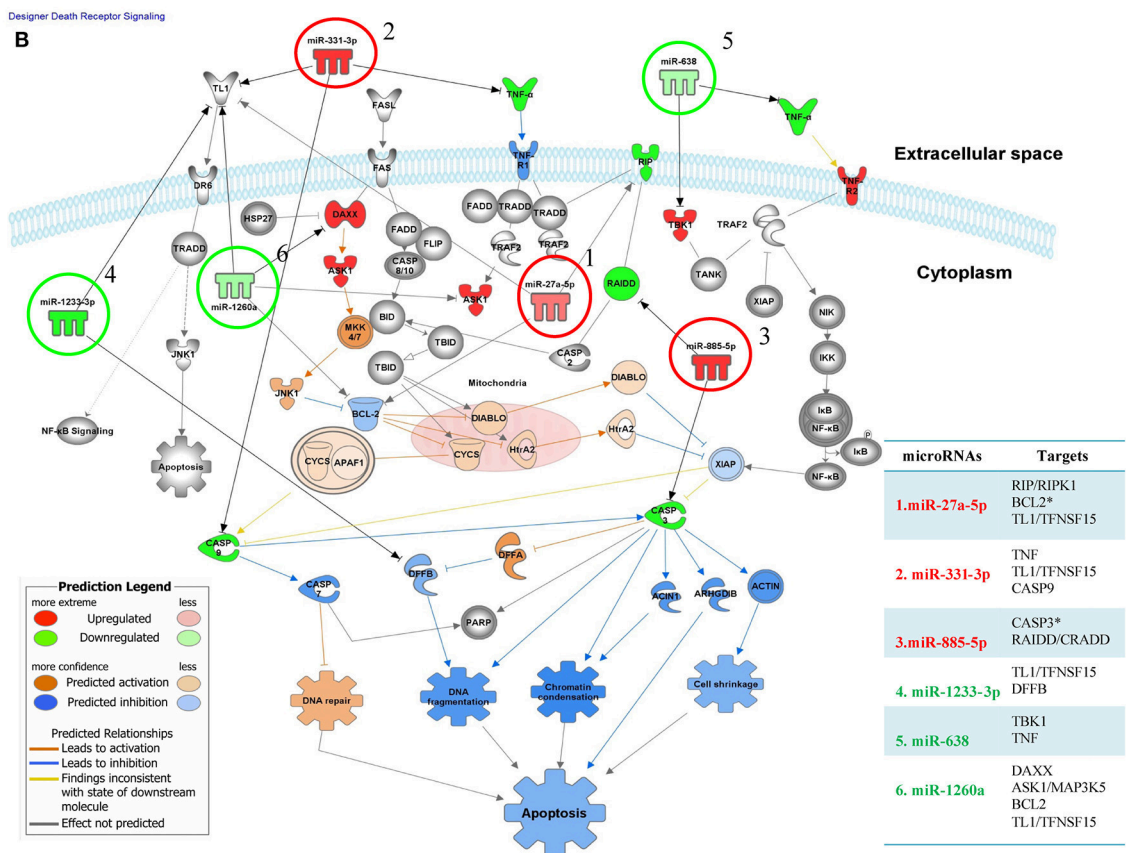 Designer Death Receptor Signaling
B
miR-331-3p
2
5
miR-638
TL1
FASL
TNF-α
TNF-α
Extracellular space
FAS
TNF-
R1
RIP
DR6
TNF-
R2
HSP27
DAXX
FADD
TRADD
TRADD
TBK1
TRAF2
FADD
FLIP
TRAF2
TRAF2
TRADD
6
ASK1
CASP
8/10
1
TANK
Cytoplasm
4
miR-1233-3p
miR-1260a
ASK1
miR-27a-5p
RAIDD
XIAP
NIK
MKK
4/7
BID
TBID
miR-885-5p
3
JNK1
TBID
CASP
2
IKK
Mitochondria
JNK1
BCL-2
DIABLO
DIABLO
IκB
NF-κB
NF-κB Signaling
HtrA2
HtrA2
P
IκB
Apoptosis
CYCS
APAF1
CYCS
XIAP
NF-κB
CASP
3
CASP
9
DFFA
DFFB
CASP
7
ACIN1
ARHGDIB
ACTIN
PARP
DNA repair
DNA
fragmentation
Chromatin
condensation
Cell shrinkage
Apoptosis
Prediction Legend
more extreme
less
Upregulated
Downregulated
more confidence
less
Predicted activation
Predicted inhibition
Predicted Relationships
Leads to activation
Leads to inhibition
Findings inconsistent
with state of downstream
molecule
Effect not predicted
microRNAs Targets
RIP/RIPK1
1.miR-27a-5p BCL2*
TL1/TFNSF15
TNF
2. miR-331-3p TL1/TFNSF15
CASP9
CASP3*
3.miR-885-5p RAIDD/CRADD
TL1/TFNSF15
4. miR-1233-3p DFFB
TBK1
5. miR-638 TNF
DAXX
6. miR-1260a ASK1/MAP3K5
BCL2
TL1/TFNSF15